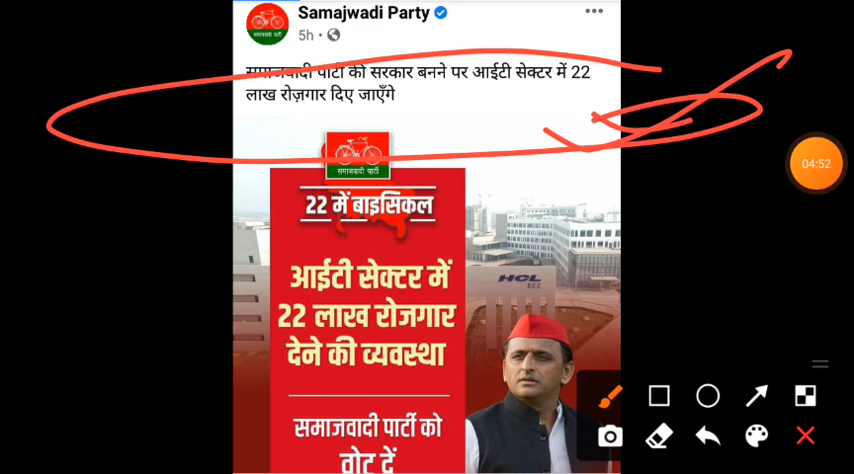 Samajwadi Party
5h
समाजवादी पार्टी की सरकार बनने पर आईटी सेक्टर में 22
लाख रोज़गार दिए जाएँगे
समाजवादी पार्टी
22 में बाइसिकल
HCL
SEZ
आईटी सेक्टर में
22 लाख रोजगार
देने की व्यवस्था
समाजवादी पार्टी को
वोट दें
04:52